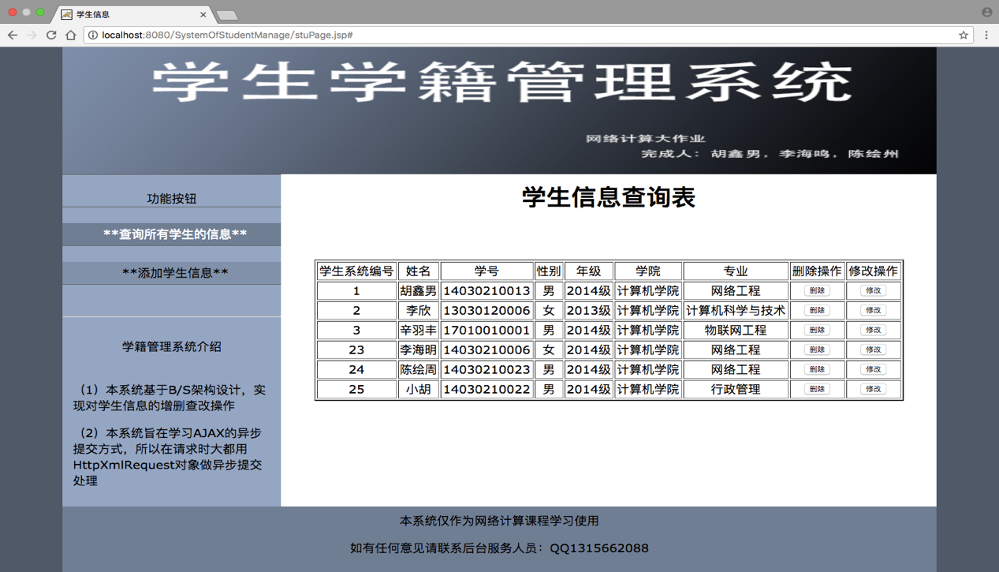 学生信息
localhost:8080/SystemOfStudentManage/stuPage.jsp#
学生学籍管理系统
网络计算大作业
完成人：胡鑫男，李海鸣，陈绘州
功能按钮
**查询所有学生的信息**
**添加学生信息**
学籍管理系统介绍
（1）本系统基于B/S架构设计，实
现对学生信息的增删查改操作
（2）本系统旨在学习AJAX的异步
提交方式，所以在请求时大都用
HttpXmlRequest对象做异步提交
处理
学生信息查询表
学生系统编号 姓名 学号 性别 年级 学院 专业 删除操作 修改操作
1 胡鑫男 14030210013 男 2014级 计算机学院 网络工程 删除 修改
2 李欣 13030120006 女 2013级 计算机学院 计算机科学与技术 删除 修改
3 辛羽丰 17010010001 男 2014级 计算机学院 物联网工程 删除 修改
23 李海明 14030210006 女 2014级 计算机学院 网络工程 删除 修改
24 陈绘周 14030210023 男 2014级 计算机学院 网络工程 删除 修改
25 小胡 14030210022 男 2014级 计算机学院 行政管理 删除 修改
本系统仅作为网络计算课程学习使用
如有任何意见请联系后台服务人员：QQ1315662088